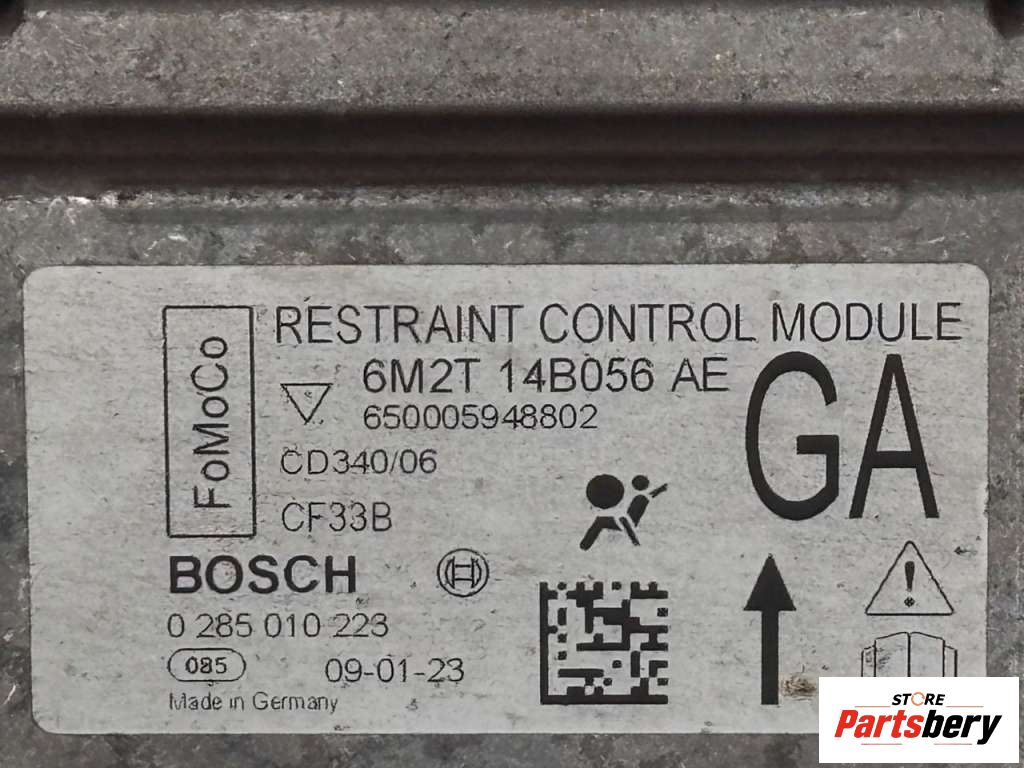 RESTRAINT CONTROL MODULE
FoMoCo
6M2T 14B056 AE
GA
650005948802
CD340/06
CF33B
BOSCH
0 285 010 223
085
09-01-23
Made in Germany
STORE
Partsbery